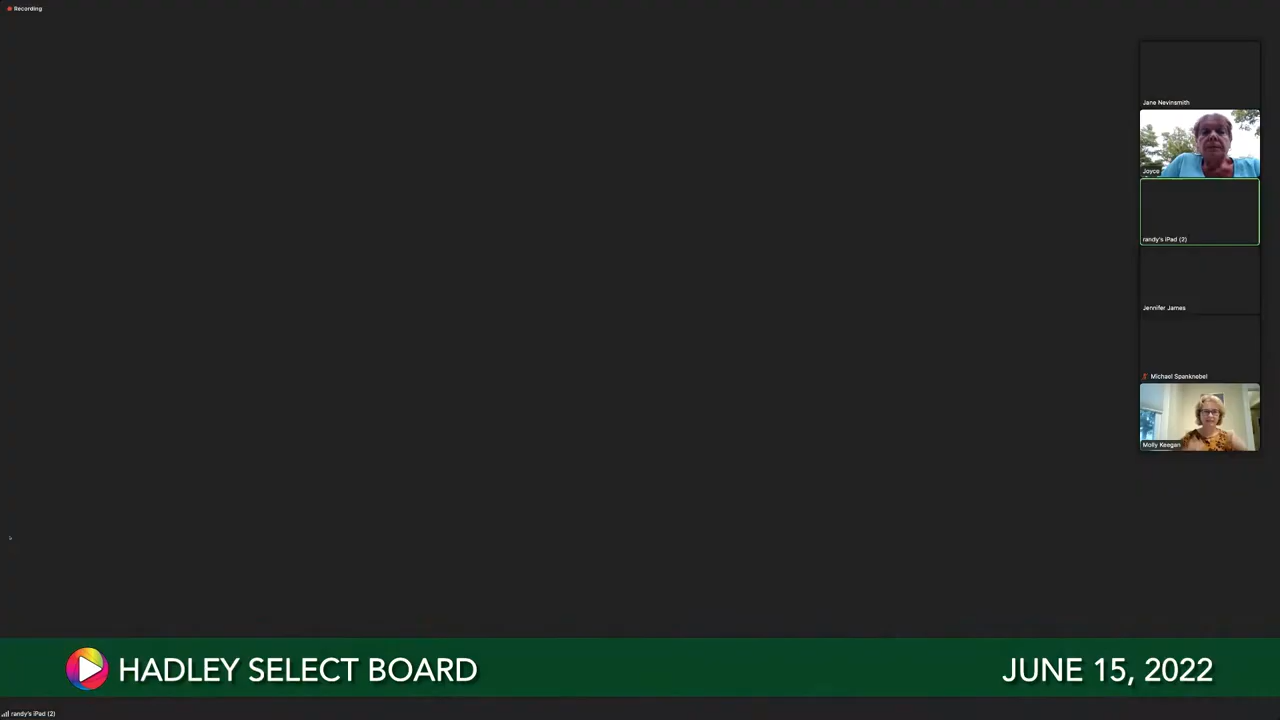 Recording
Jane Nevinsmith
Joyce
randy's iPad (2)
Jennifer James
Michael Spanknebel
Molly Keegan
HADLEY SELECT BOARD
JUNE 15, 2022
randy's iPad (2)